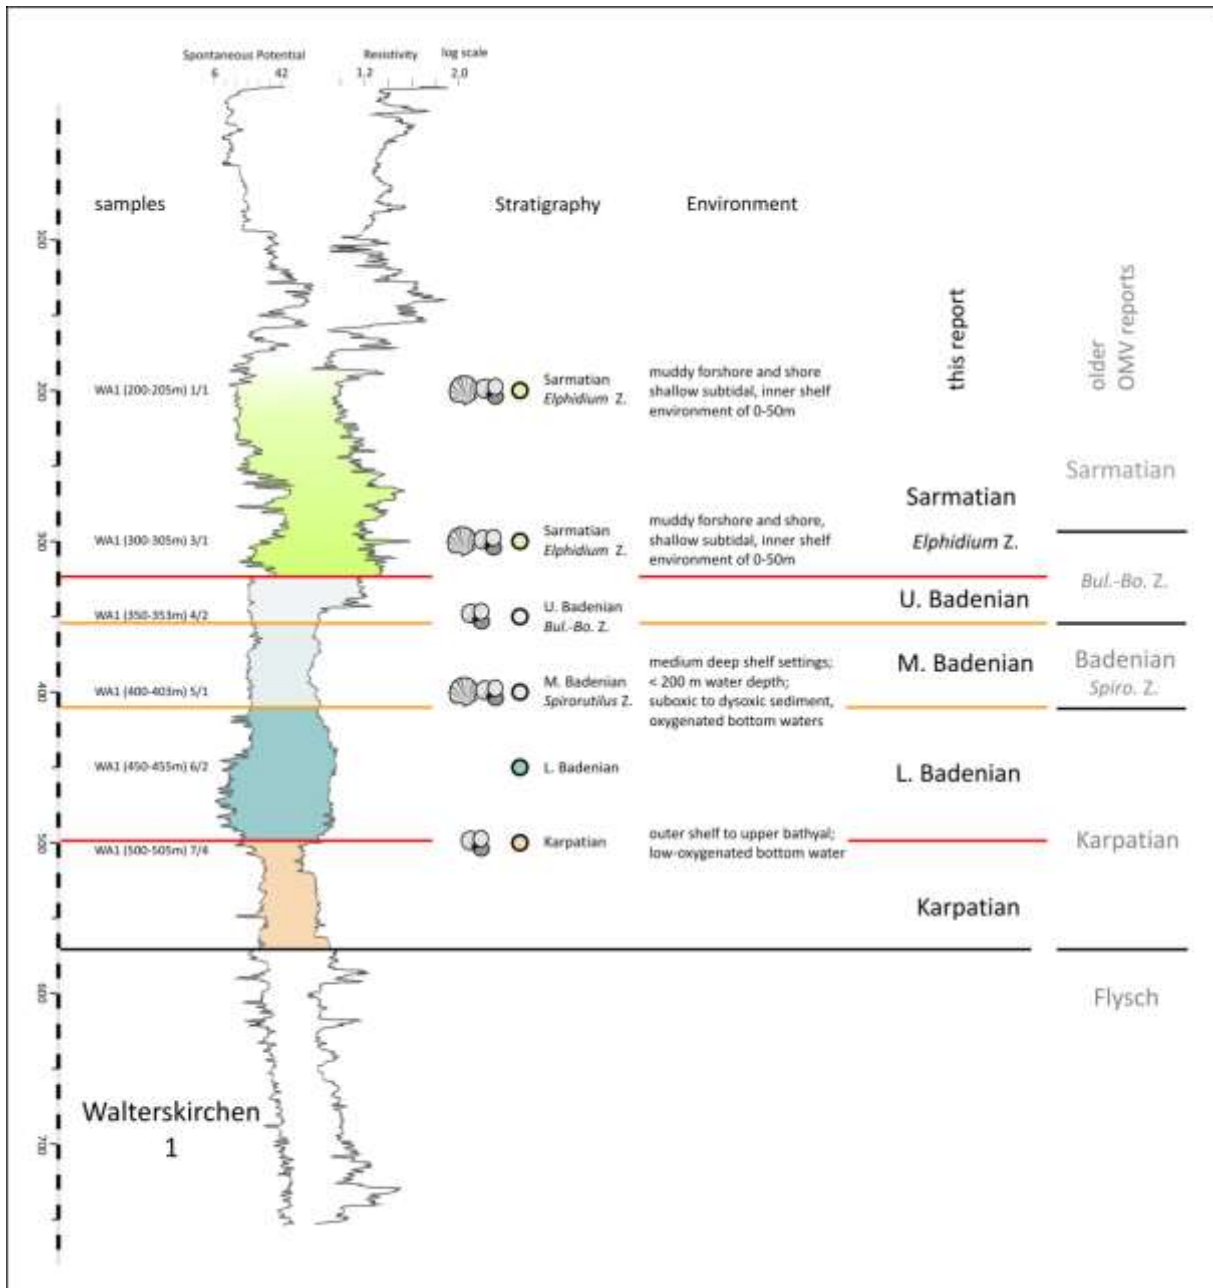 Spontaneous Potential Resistivity log scale
6 42 1,2 2,0
samples Stratigraphy Environment
100
this report
older
OMV reports
WA1 (200-205m) 1/1
200
Sarmatian
Elphidium Z.
muddy forshore and shore
shallow subtidal, inner shelf
environment of 0-50m
Sarmatian
Sarmatian
WA1 (300-305m) 3/1
300
Sarmatian
Elphidium Z.
muddy forshore and shore,
shallow subtidal, inner shelf
environment of 0-50m
Elphidium Z.
Bul.-Bo. Z.
U. Badenian
WA1 (350-353m) 4/2
U. Badenian
Bul.-Bo. Z.
WA1 (400-403m) 5/1
400
M. Badenian
Spirorutilus Z.
medium deep shelf settings;
< 200 m water depth;
suboxic to dysoxic sediment,
oxygenated bottom waters
M. Badenian
Badenian
Spiro. Z.
WA1 (450-455m) 6/2
L. Badenian
L. Badenian
WA1 (500-505m) 7/4
500
Karpatian
outer shelf to upper bathyal;
low-oxygenated bottom water
Karpatian
Karpatian
600
Flysch
Walterskirchen
1
700